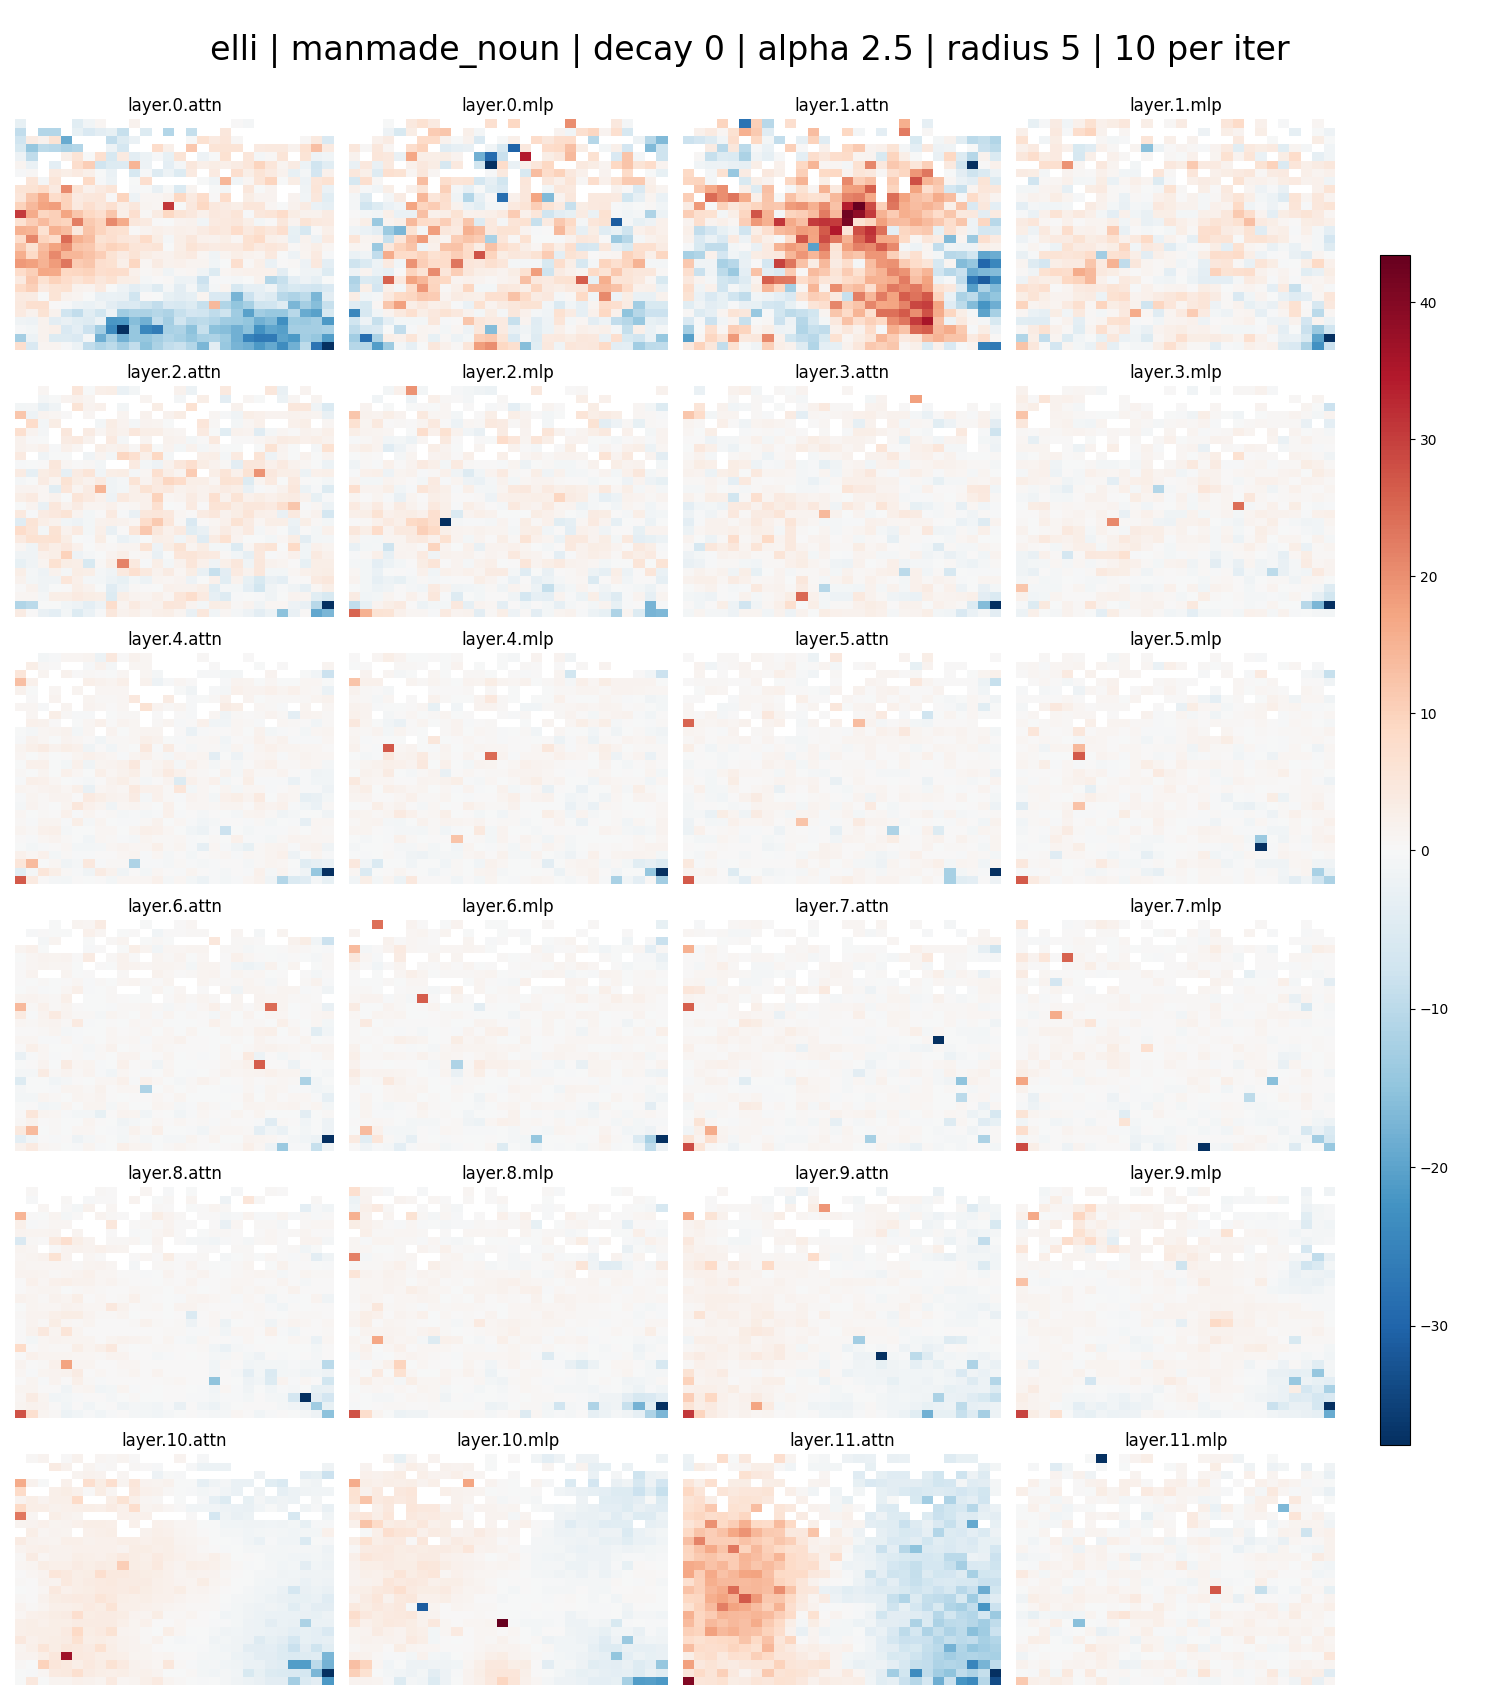 elli | manmade_noun | decay 0 | alpha 2.5 | radius 5 | 10 per iter
layer.0.attn
layer.0.mlp
layer.1.attn
layer.1.mlp
layer.2.attn
layer.2.mlp
layer.3.attn
layer.3.mlp
layer.4.attn
layer.4.mlp
layer.5.attn
layer.5.mlp
layer.6.attn
layer.6.mlp
layer.7.attn
layer.7.mlp
layer.8.attn
layer.8.mlp
layer.9.attn
layer.9.mlp
layer.10.attn
layer.10.mlp
layer.11.attn
layer.11.mlp
40
30
20
10
0
−10
−20
−30